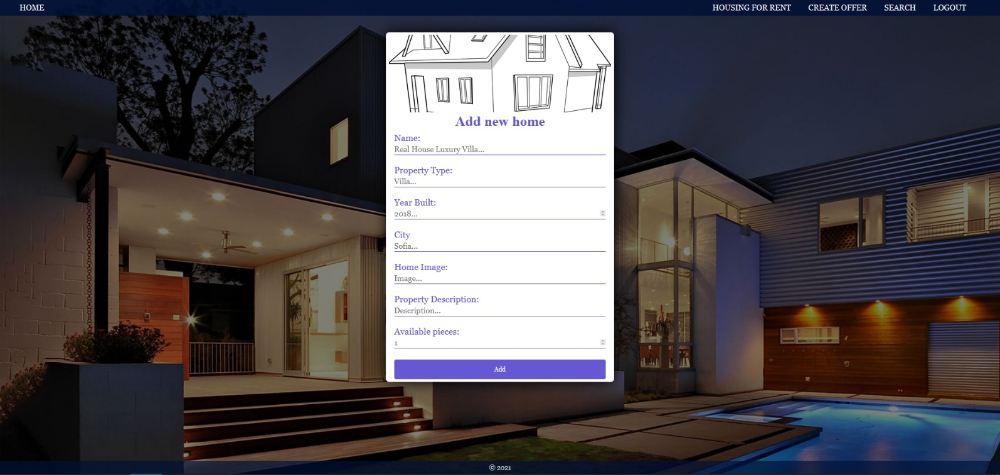 HOME
HOUSING FOR RENT CREATE OFFER SEARCH LOGOUT
Add new home
Name:
Real House Luxury Villa...
Property Type:
Villa...
Year Built:
2018...
City
Sofia...
Home Image:
Image...
Property Description:
Description...
Available pieces:
1
Add
© 2021